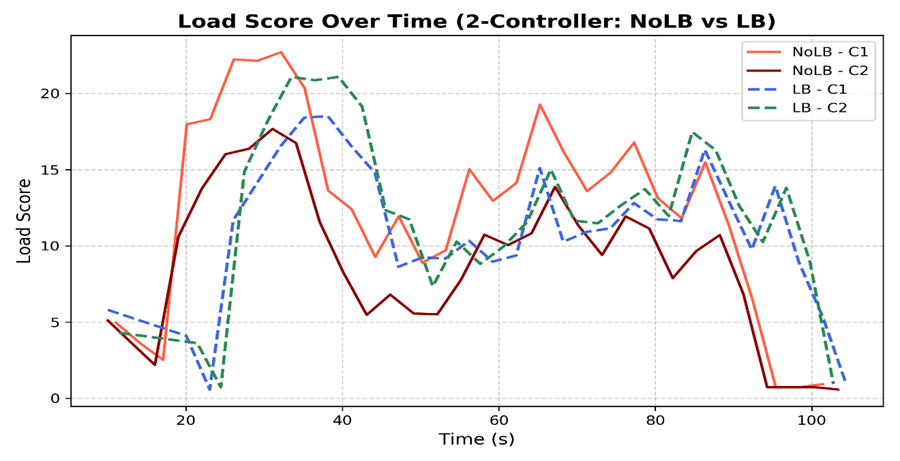 Load Score Over Time (2-Controller: NoLB vs LB)
NoLB - C1
NoLB - C2
LB - C1
LB - C2
Load Score
20
15
10
5
0
20 40 60 80 100
Time (s)